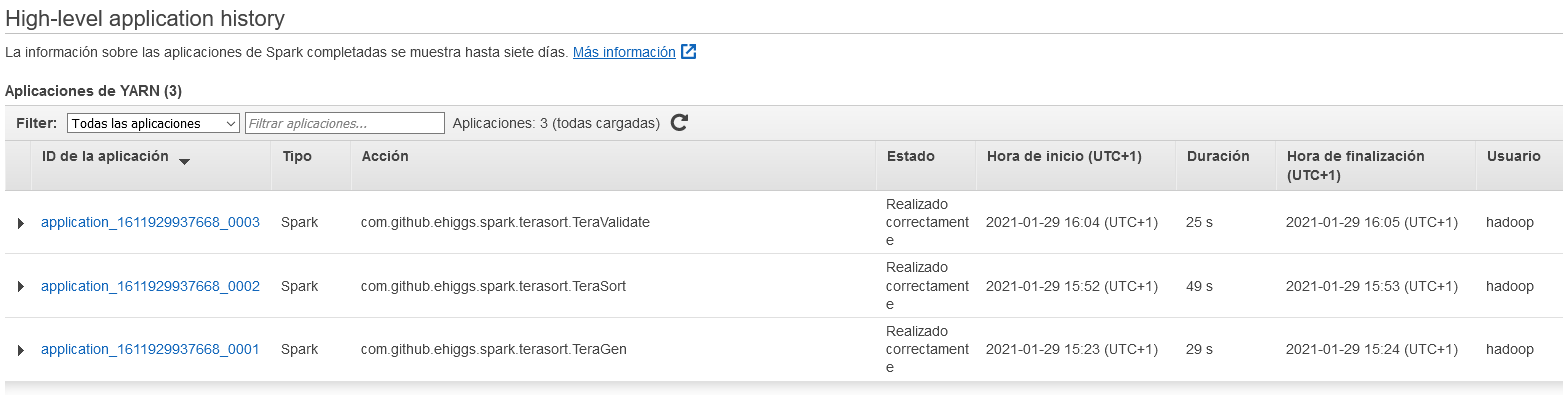 High-level application history
La información sobre las aplicaciones de Spark completadas se muestra hasta siete días. Más información
Aplicaciones de YARN (3)
Filter: Todas las aplicaciones Filtrar aplicaciones... Aplicaciones: 3 (todas cargadas)
ID de la aplicación Tipo Acción Estado Hora de inicio (UTC+1) Duración Hora de finalización (UTC+1) Usuario
application_1611929937668_0003 Spark com.github.ehiggs.spark.terasort.TeraValidate Realizado correctamente 2021-01-29 16:04 (UTC+1) 25 s 2021-01-29 16:05 (UTC+1) hadoop
application_1611929937668_0002 Spark com.github.ehiggs.spark.terasort.TeraSort Realizado correctamente 2021-01-29 15:52 (UTC+1) 49 s 2021-01-29 15:53 (UTC+1) hadoop
application_1611929937668_0001 Spark com.github.ehiggs.spark.terasort.TeraGen Realizado correctamente 2021-01-29 15:23 (UTC+1) 29 s 2021-01-29 15:24 (UTC+1) hadoop